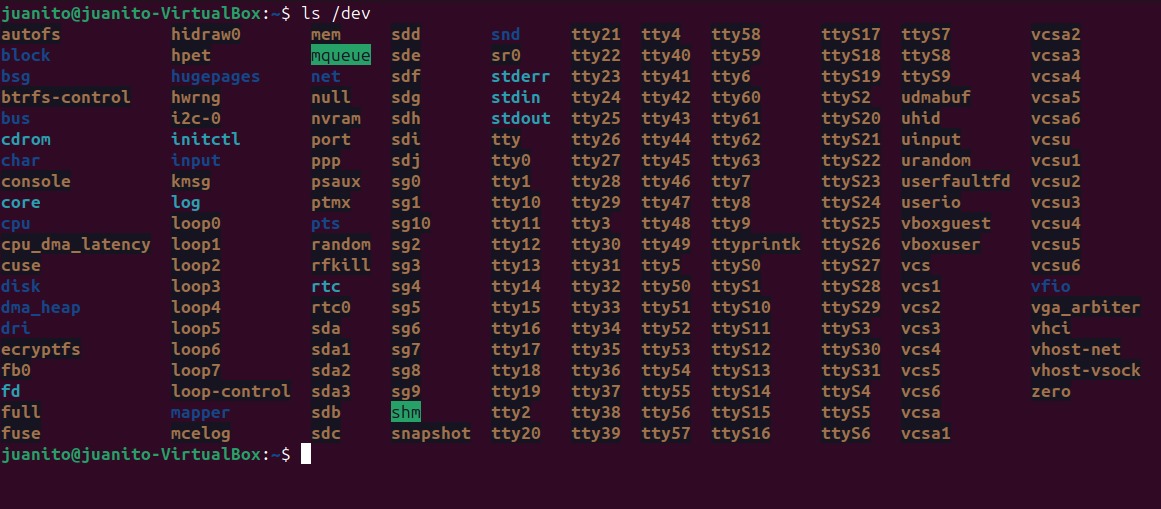 juanito@juanito-VirtualBox:~$ ls /dev
autofs hidraw0 mem sdd snd tty21 tty4 tty58 ttyS17 ttyS7 vcsa2
block hpet mqueue sde sr0 tty22 tty40 tty59 ttyS18 ttyS8 vcsa3
bsg hugepages net sdf stderr tty23 tty41 tty6 ttyS19 ttyS9 vcsa4
btrfs-control hwrng null sdg stdin tty24 tty42 tty60 ttyS2 udmabuf vcsa5
bus i2c-0 nvram sdh stdout tty25 tty43 tty61 ttyS20 uhid vcsa6
cdrom initctl port sdi tty tty26 tty44 tty62 ttyS21 uinput vcsu
char input ppp sdj tty0 tty27 tty45 tty63 ttyS22 urandom vcsu1
console kmsg psaux sg0 tty1 tty28 tty46 tty7 ttyS23 userfaultfd vcsu2
core log ptmx sg1 tty10 tty29 tty47 tty8 ttyS24 userio vcsu3
cpu loop0 pts sg10 tty11 tty3 tty48 tty9 ttyS25 vboxguest vcsu4
cpu_dma_latency loop1 random sg2 tty12 tty30 tty49 ttyprintk ttyS26 vboxuser vcsu5
cuse loop2 rfkill sg3 tty13 tty31 tty5 ttyS0 ttyS27 vcs vcsu6
disk loop3 rtc sg4 tty14 tty32 tty50 ttyS1 ttyS28 vcs1 vfio
dma_heap loop4 rtc0 sg5 tty15 tty33 tty51 ttyS10 ttyS29 vcs2 vga_arbiter
dri loop5 sda sg6 tty16 tty34 tty52 ttyS11 ttyS3 vcs3 vhci
ecryptfs loop6 sda1 sg7 tty17 tty35 tty53 ttyS12 ttyS30 vcs4 vhost-net
fb0 loop7 sda2 sg8 tty18 tty36 tty54 ttyS13 ttyS31 vcs5 vhost-vsock
fd loop-control sda3 sg9 tty19 tty37 tty55 ttyS14 ttyS4 vcs6 zero
full mapper sdb shm tty2 tty38 tty56 ttyS15 ttyS5 vcsa
fuse mcelog sdc snapshot tty20 tty39 tty57 ttyS16 ttyS6 vcsa1
juanito@juanito-VirtualBox:~$